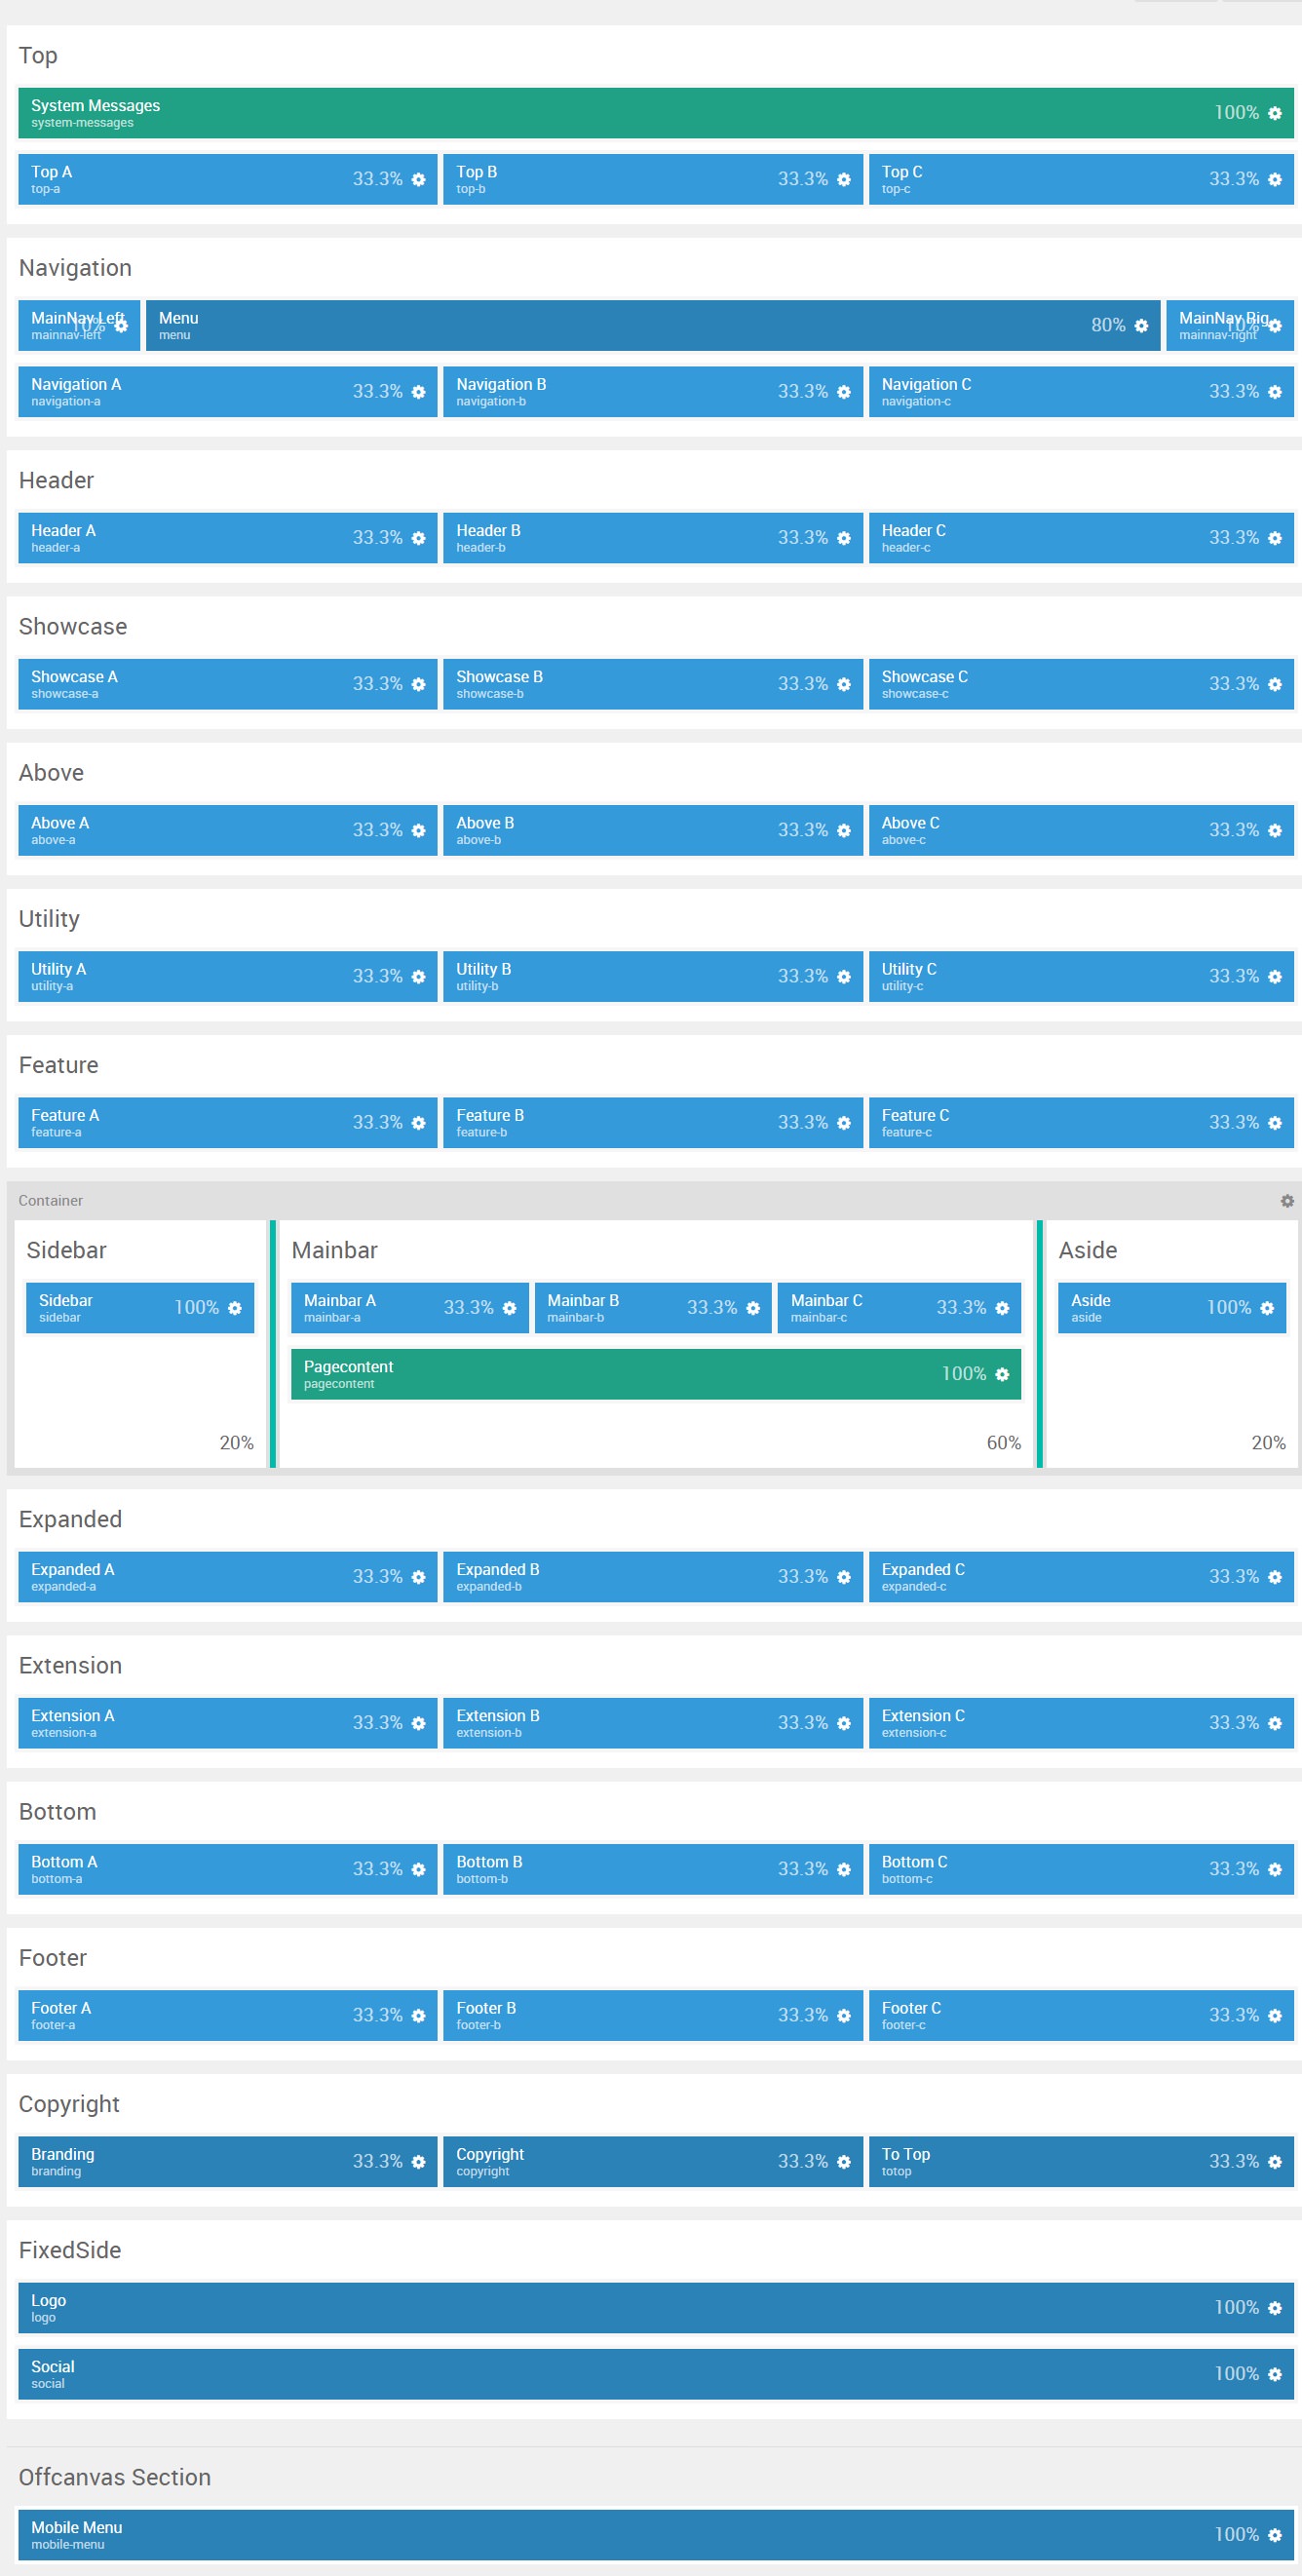 Top
System Messages 100%
system-messages
Top A 33.3% Top B 33.3% Top C 33.3%
top-a top-b top-c
Navigation
MainNav Left 10% Menu 80% MainNav Rig 10%
mainnav-left menu mainnav-right
Navigation A 33.3% Navigation B 33.3% Navigation C 33.3%
navigation-a navigation-b navigation-c
Header
Header A 33.3% Header B 33.3% Header C 33.3%
header-a header-b header-c
Showcase
Showcase A 33.3% Showcase B 33.3% Showcase C 33.3%
showcase-a showcase-b showcase-c
Above
Above A 33.3% Above B 33.3% Above C 33.3%
above-a above-b above-c
Utility
Utility A 33.3% Utility B 33.3% Utility C 33.3%
utility-a utility-b utility-c
Feature
Feature A 33.3% Feature B 33.3% Feature C 33.3%
feature-a feature-b feature-c
Container
Sidebar Mainbar Aside
Sidebar 100% Mainbar A 33.3% Mainbar B 33.3% Mainbar C 33.3% Aside 100%
sidebar mainbar-a mainbar-b mainbar-c aside
Pagecontent 100%
pagecontent
20% 60% 20%
Expanded
Expanded A 33.3% Expanded B 33.3% Expanded C 33.3%
expanded-a expanded-b expanded-c
Extension
Extension A 33.3% Extension B 33.3% Extension C 33.3%
extension-a extension-b extension-c
Bottom
Bottom A 33.3% Bottom B 33.3% Bottom C 33.3%
bottom-a bottom-b bottom-c
Footer
Footer A 33.3% Footer B 33.3% Footer C 33.3%
footer-a footer-b footer-c
Copyright
Branding 33.3% Copyright 33.3% To Top 33.3%
branding copyright totop
FixedSide
Logo 100%
logo
Social 100%
social
Offcanvas Section
Mobile Menu 100%
mobile-menu